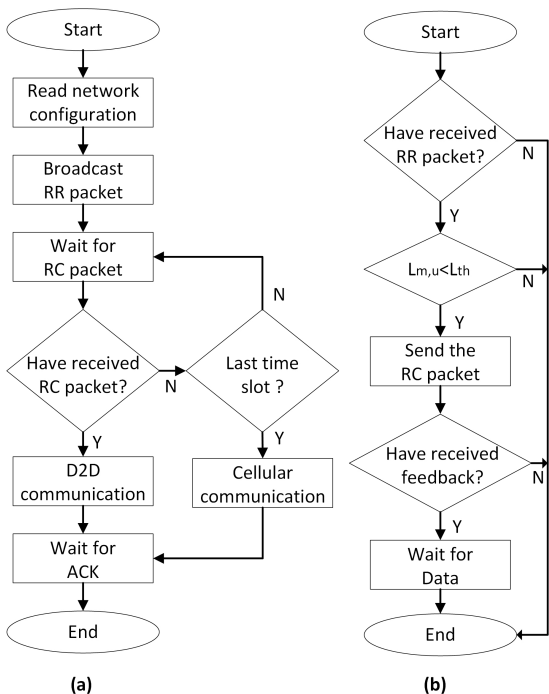 Start
Read network
configuration
Broadcast
RR packet
Wait for
RC packet
Have received
RC packet?
N
Last time
slot ?
N
Y
Y
D2D
communication
Cellular
communication
Wait for
ACK
End
(a)
Start
Have received
RR packet?
N
Y
Lm,u<Lth
N
Y
Send the
RC packet
Have received
feedback?
N
Y
Wait for
Data
End
(b)